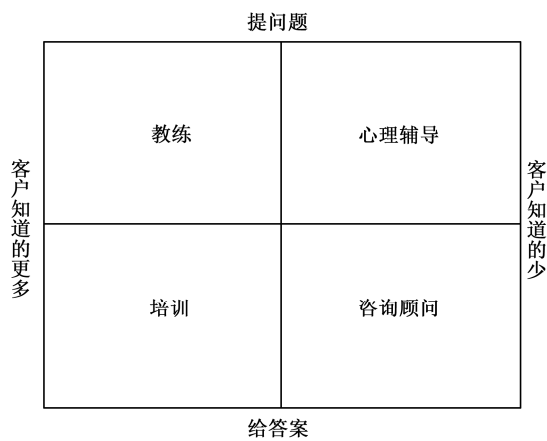 提问题
教练
心理辅导
客户知道的更多
客户知道的少
培训
咨询顾问
给答案